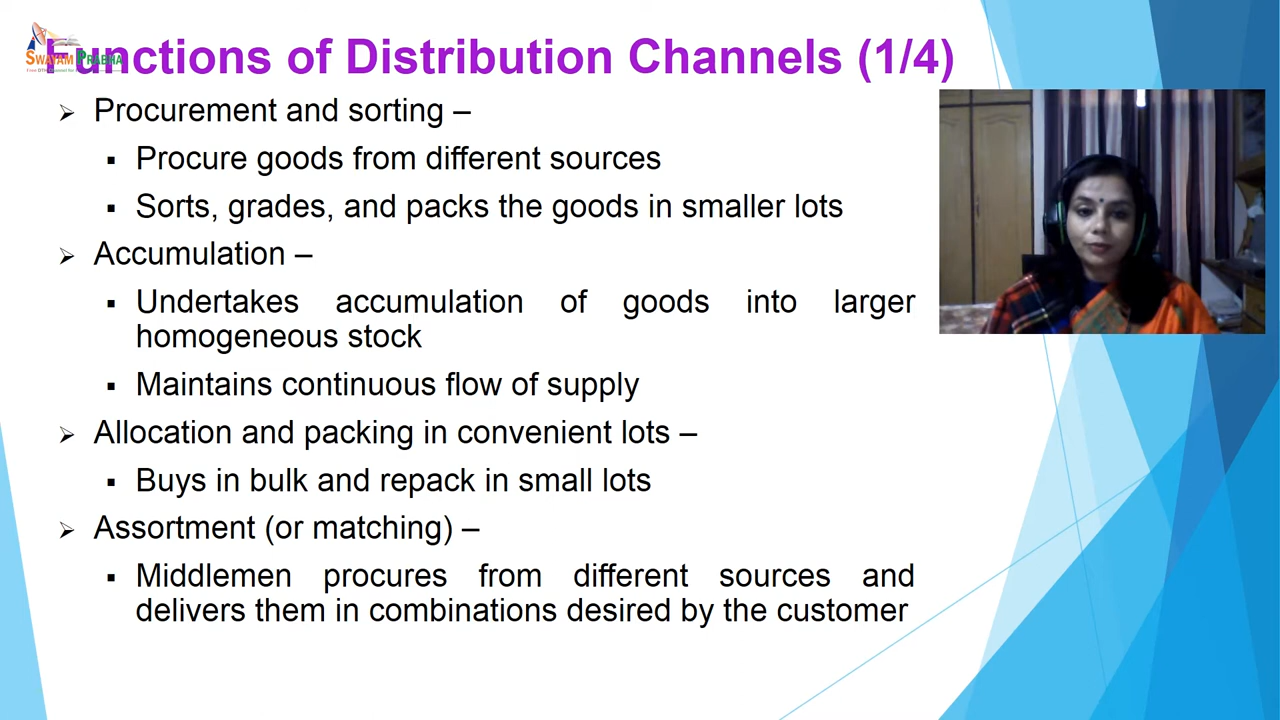 Functions of Distribution Channels (1/4)
SWAYAM PRABHA
Procurement and sorting –
Procure goods from different sources
Sorts, grades, and packs the goods in smaller lots
Accumulation –
Undertakes accumulation of goods into larger
homogeneous stock
Maintains continuous flow of supply
Allocation and packing in convenient lots –
Buys in bulk and repack in small lots
Assortment (or matching) –
Middlemen procures from different sources and
delivers them in combinations desired by the customer